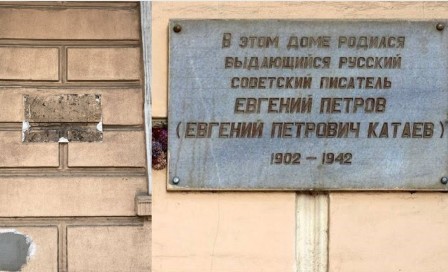 В ЭТОМ ДОМЕ РОДИЛСЯ
ВЫДАЮЩИЙСЯ РУССКИЙ
СОВЕТСКИЙ ПИСАТЕЛЬ
ЕВГЕНИЙ ПЕТРОВ
(ЕВГЕНИЙ ПЕТРОВИЧ КАТАЕВ)
1902 – 1942